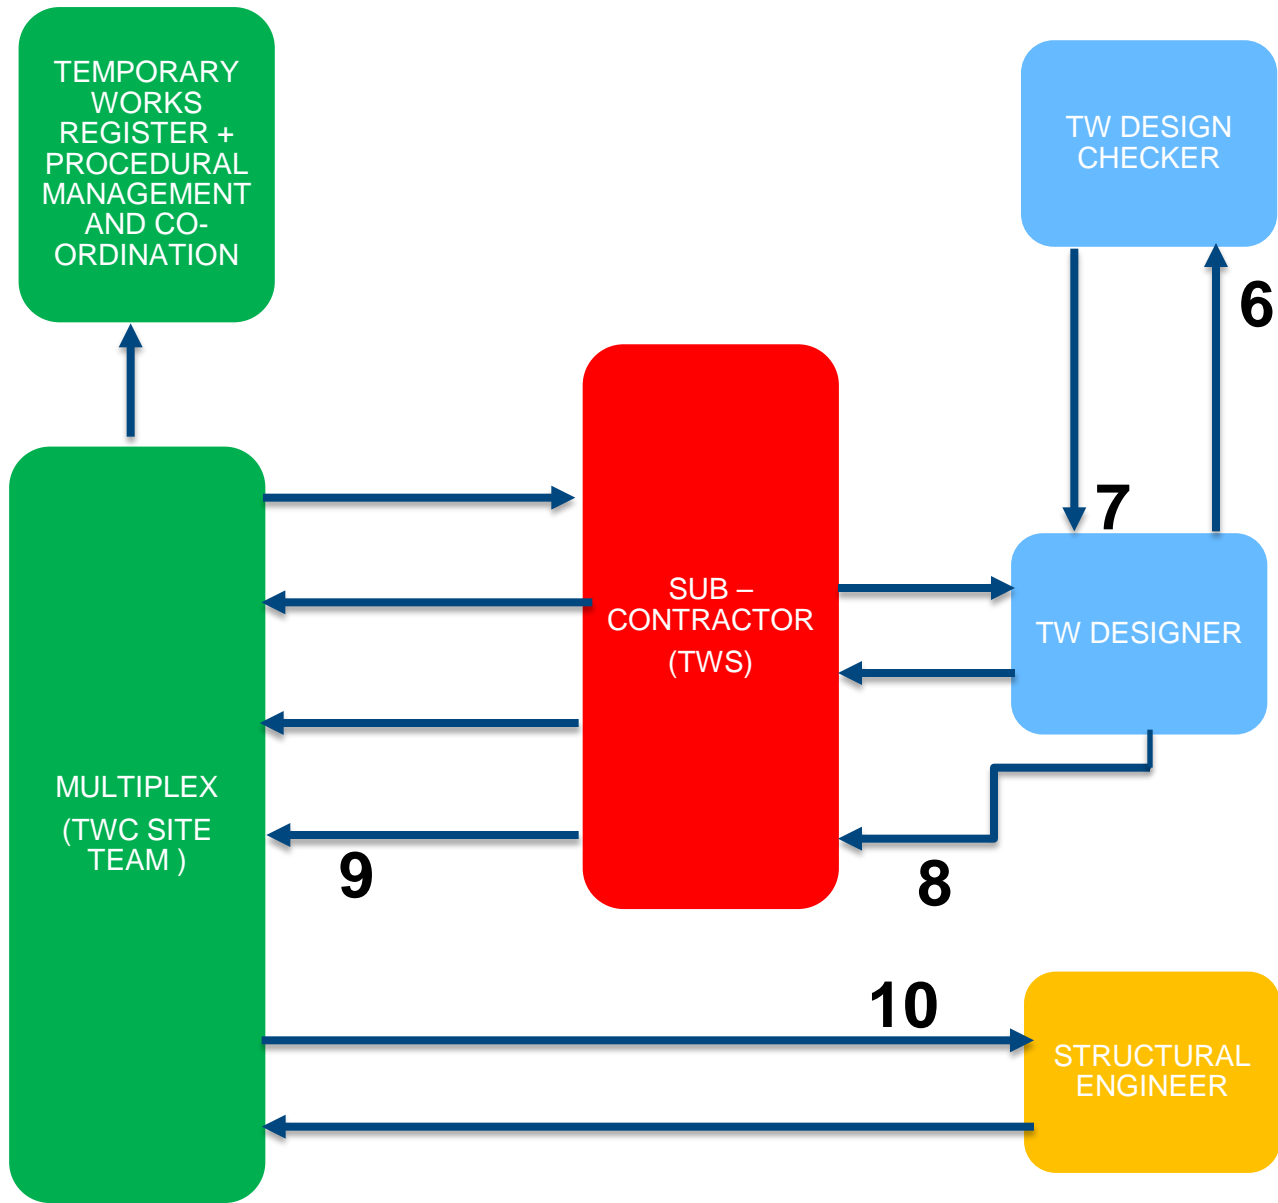 TEMPORARY
WORKS
REGISTER +
PROCEDURAL
MANAGEMENT
AND CO-
ORDINATION
TW DESIGN
CHECKER
6
7
SUB –
CONTRACTOR
(TWS)
TW DESIGNER
MULTIPLEX
(TWC SITE
TEAM )
9
8
10
STRUCTURAL
ENGINEER